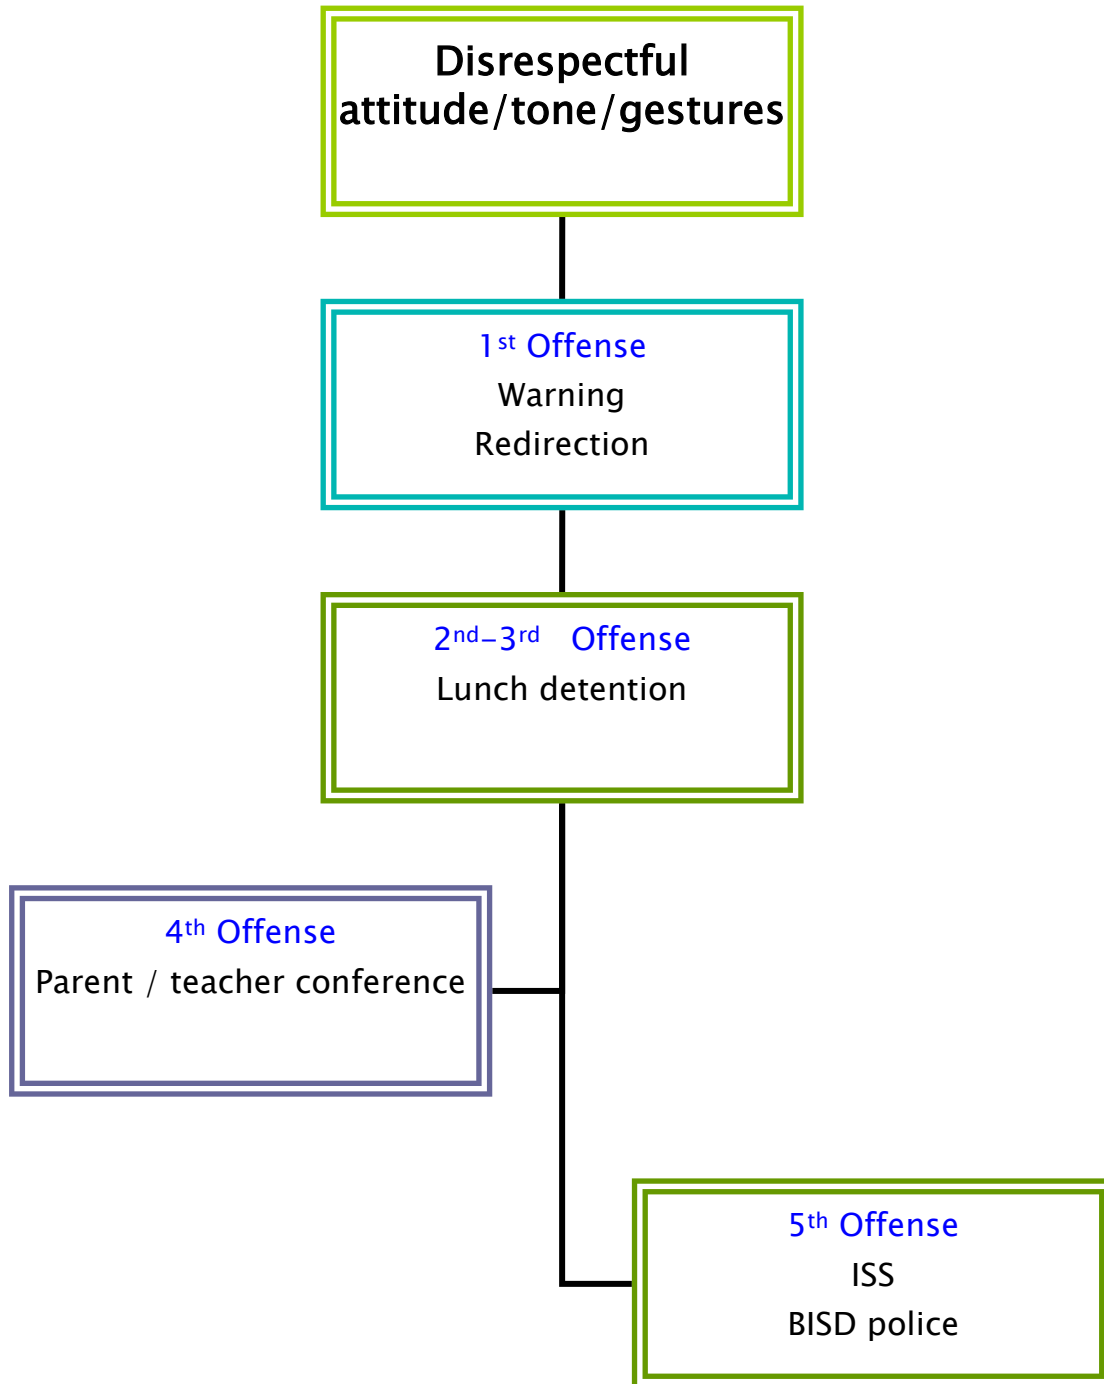 Disrespectful
attitude/tone/gestures
1st Offense
Warning
Redirection
2nd–3rd Offense
Lunch detention
4th Offense
Parent / teacher conference
5th Offense
ISS
BISD police